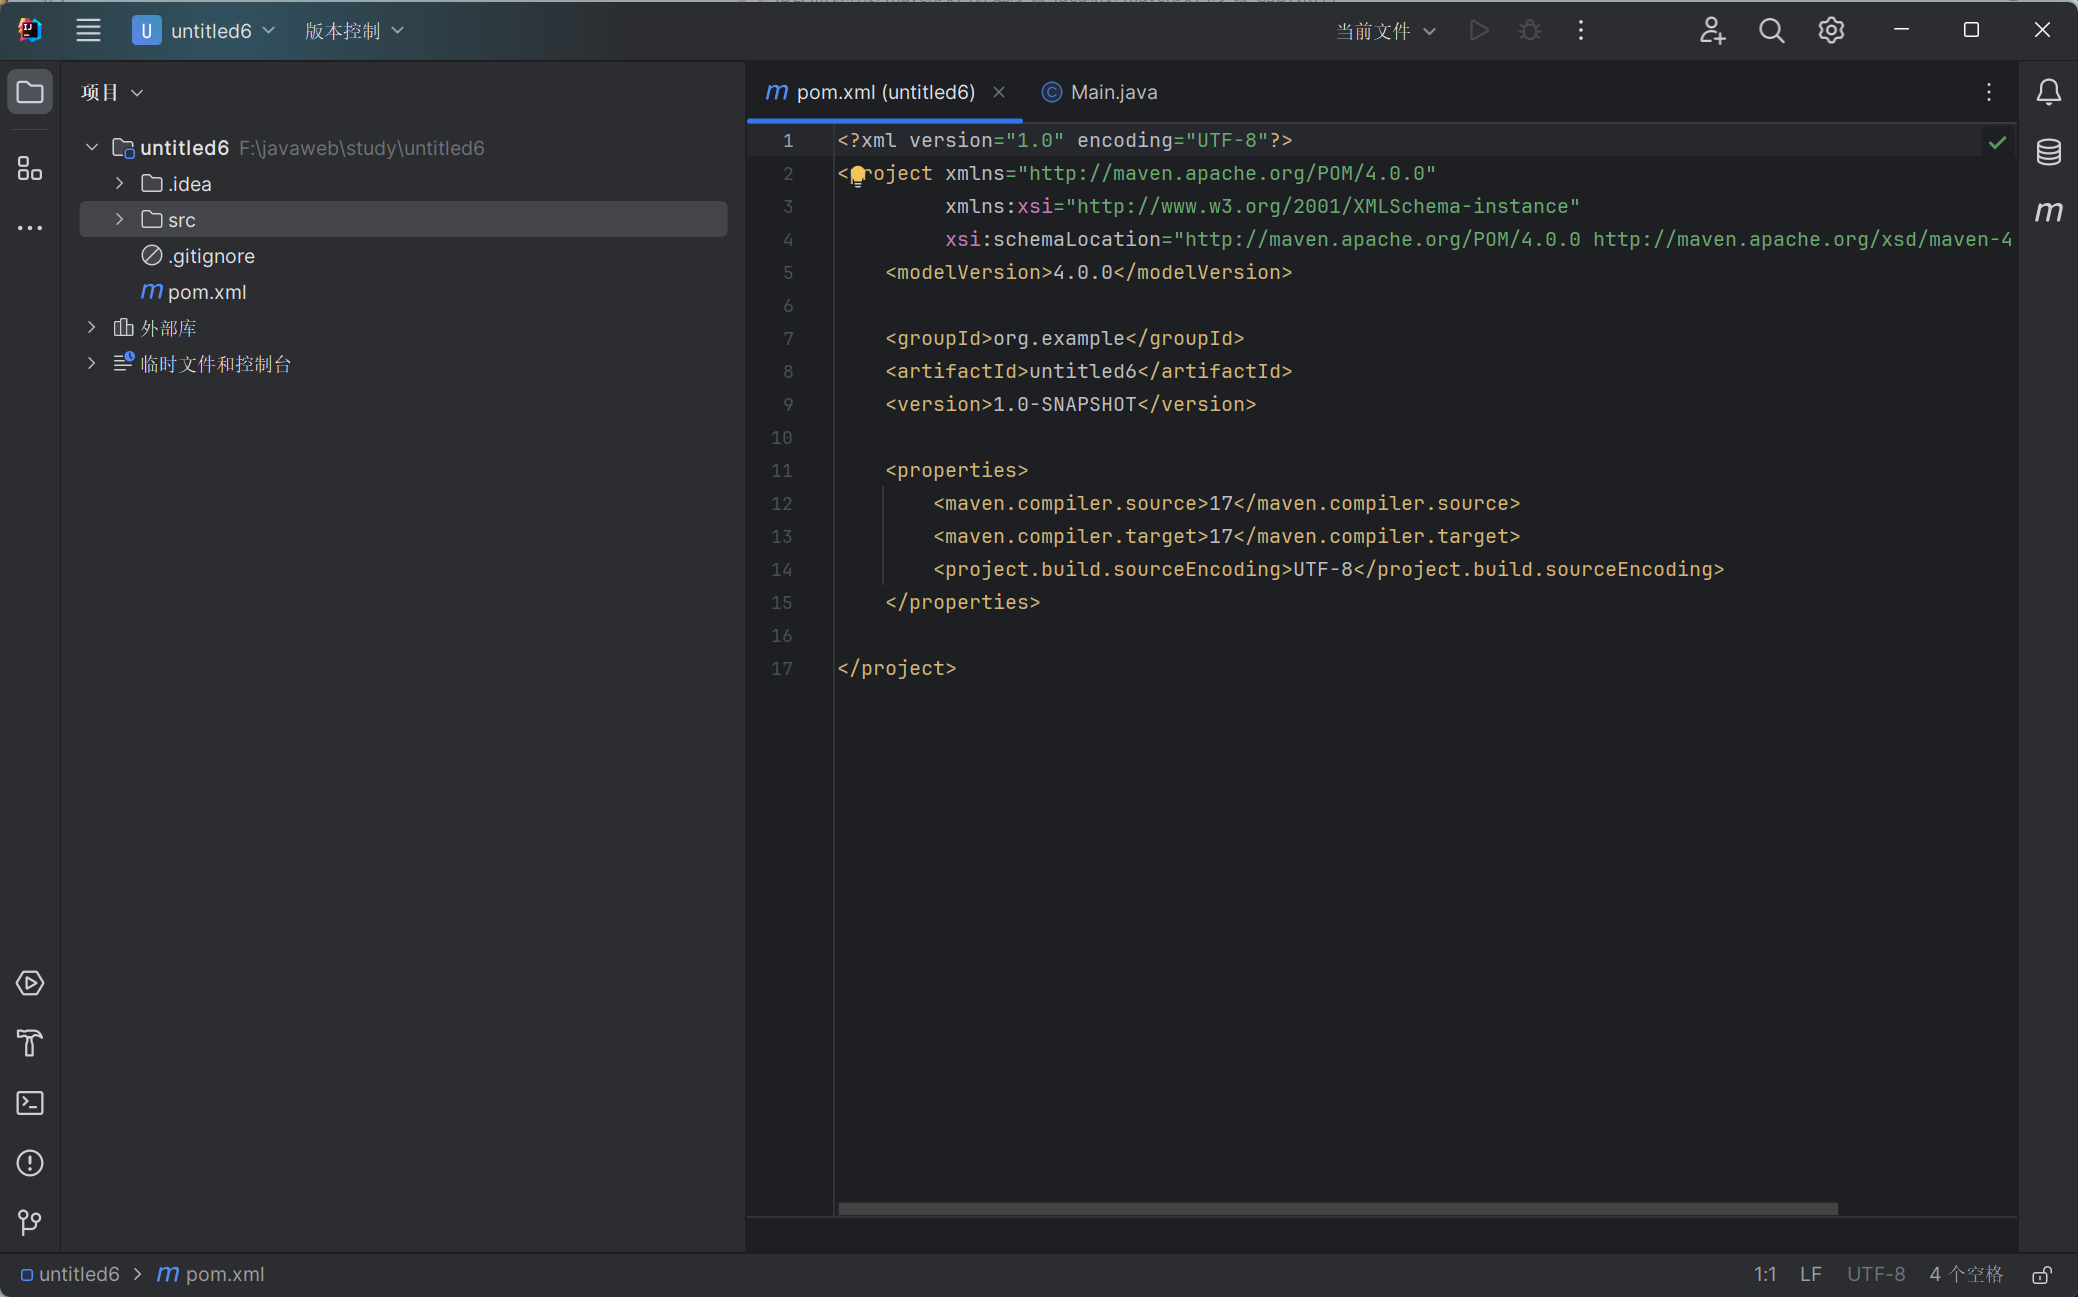 U untitled6 版本控制 当前文件
项目
untitled6 F:\javaweb\study\untitled6
.idea
src
.gitignore
m pom.xml
外部库
临时文件和控制台
m pom.xml (untitled6) C Main.java
1 <?xml version="1.0" encoding="UTF-8"?>
2 <project xmlns="http://maven.apache.org/POM/4.0.0"
3 xmlns:xsi="http://www.w3.org/2001/XMLSchema-instance"
4 xsi:schemaLocation="http://maven.apache.org/POM/4.0.0 http://maven.apache.org/xsd/maven-4
5 <modelVersion>4.0.0</modelVersion>
6
7 <groupId>org.example</groupId>
8 <artifactId>untitled6</artifactId>
9 <version>1.0-SNAPSHOT</version>
10
11 <properties>
12 <maven.compiler.source>17</maven.compiler.source>
13 <maven.compiler.target>17</maven.compiler.target>
14 <project.build.sourceEncoding>UTF-8</project.build.sourceEncoding>
15 </properties>
16
17 </project>
m
untitled6 > m pom.xml
1:1 LF UTF-8 4 个空格